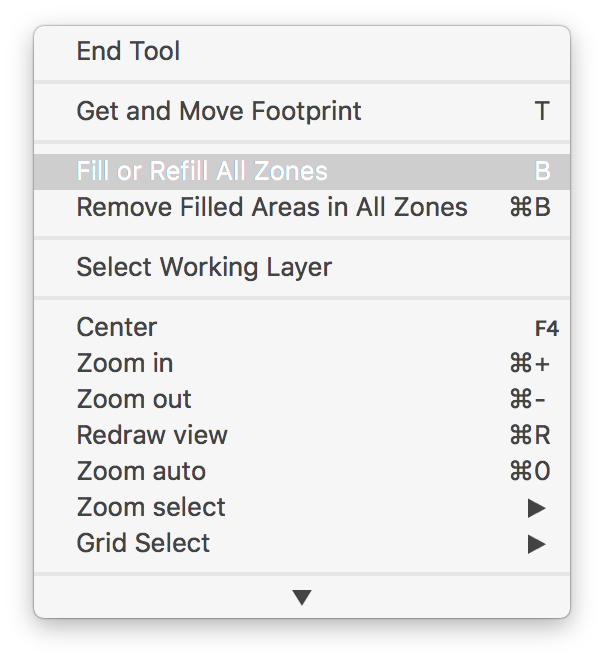 End Tool
Get and Move Footprint T
Fill or Refill All Zones B
Remove Filled Areas in All Zones ⌘B
Select Working Layer
Center F4
Zoom in ⌘+
Zoom out ⌘-
Redraw view ⌘R
Zoom auto ⌘0
Zoom select ▶
Grid Select ▶
▼